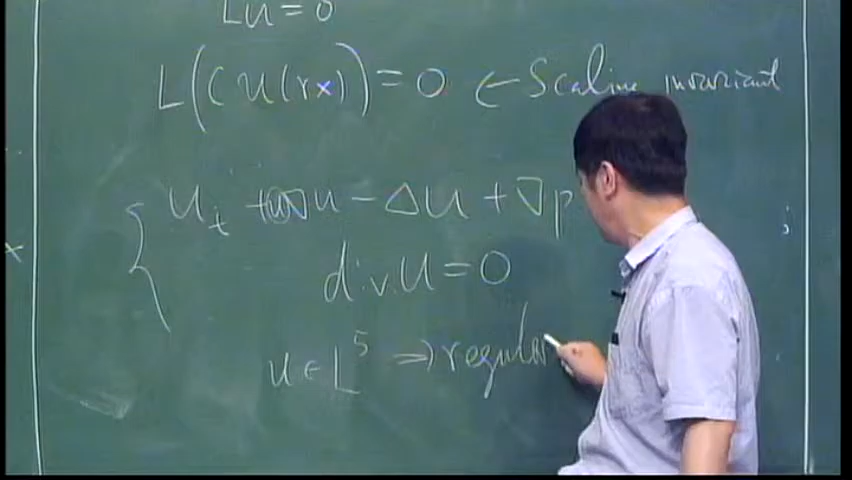 Lu = 0
L(C u(rx)) = 0 ← Scaling invariant
u_t + u∇u - Δu + ∇p
div u = 0
u ∈ L^5 ⇒ regular